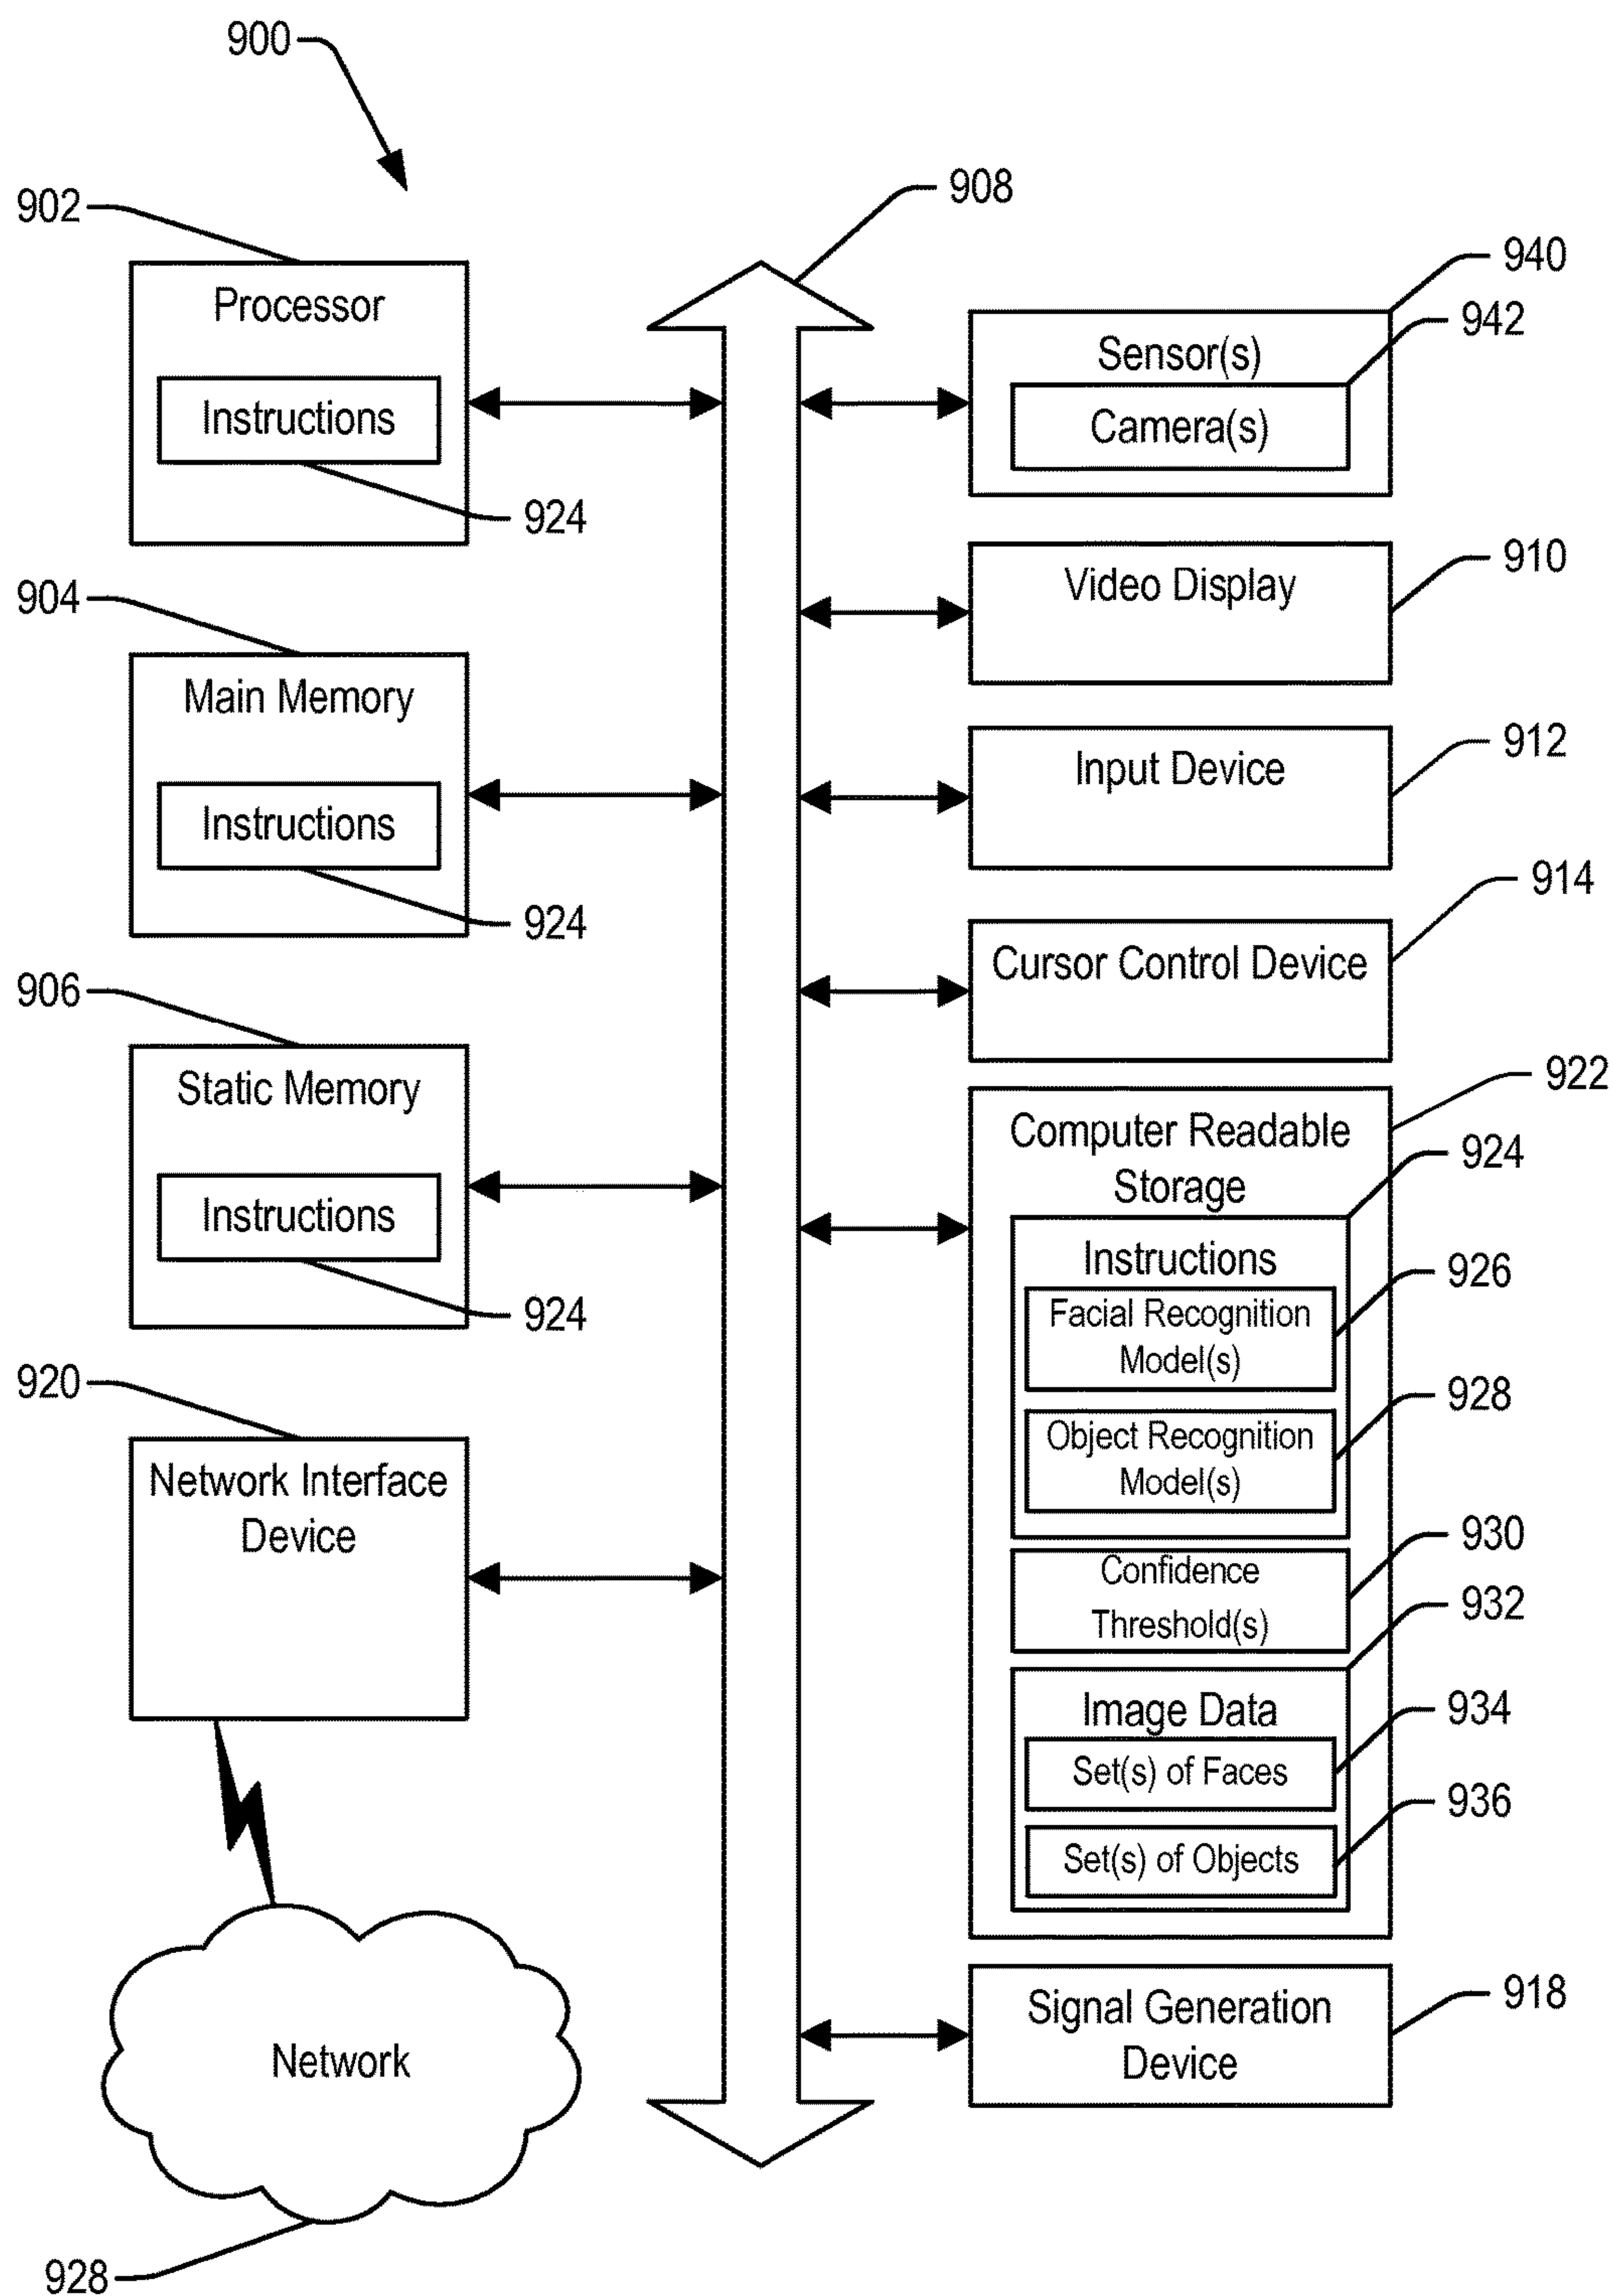 900
902
Processor
Instructions
924
904
Main Memory
Instructions
924
906
Static Memory
Instructions
924
920
Network Interface
Device
Network
928
908
940
942
Sensor(s)
Camera(s)
910
Video Display
912
Input Device
914
Cursor Control Device
922
Computer Readable
Storage
924
Instructions
926
Facial Recognition
Model(s)
928
Object Recognition
Model(s)
930
Confidence
Threshold(s)
932
Image Data
934
Set(s) of Faces
936
Set(s) of Objects
918
Signal Generation
Device